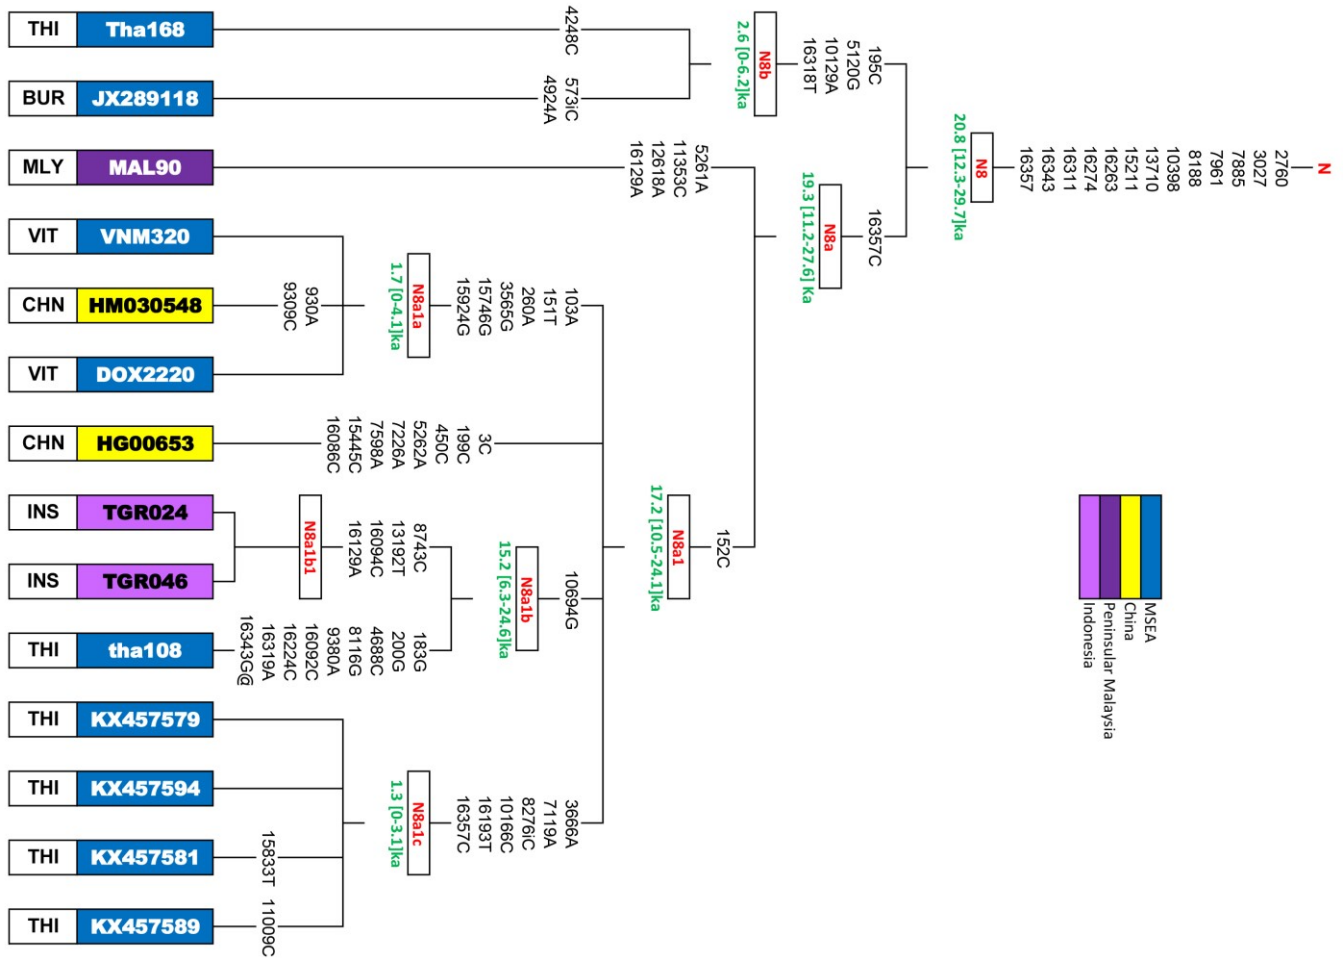 N
2760
3027
7885
7961
8188
10398
13710
15211
16263
16274
16311
16343
16357
N8
20.8 [12.3-29.7]ka
195C
5120G
10129A
16318T
N8b
2.6 [0-6.2]ka
4248C
573iC
4924A
16357C
N8a
19.3 [11.2-27.6] Ka
5261A
11353C
12618A
16129A
152C
N8a1
17.2 [10.5-24.1]ka
103A
151T
260A
3565G
15746G
15924G
N8a1a
1.7 [0-4.1]ka
930A
9309C
3C
199C
450C
5262A
7226A
7598A
15445C
16086C
10694G
N8a1b
15.2 [6.3-24.6]ka
8743C
13192T
16094C
16129A
N8a1b1
183G
200G
4688C
8116G
9380A
16092C
16224C
16319A
16343G@
3666A
7119A
8276iC
10166C
16193T
16357C
N8a1c
1.3 [0-3.1]ka
15833T
11009C
THI Tha168
BUR JX289118
MLY MAL90
VIT VNM320
CHN HM030548
VIT DOX2220
CHN HG00653
INS TGR024
INS TGR046
THI tha108
THI KX457579
THI KX457594
THI KX457581
THI KX457589
MSEA
China
Peninsular Malaysia
Indonesia